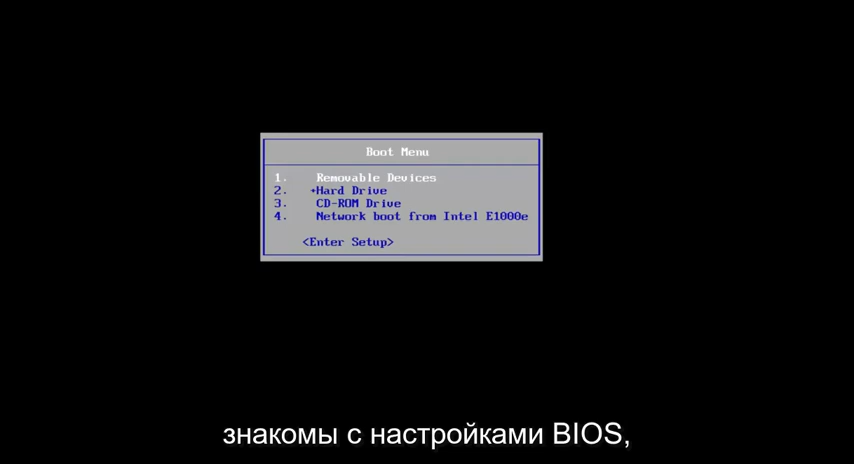 Boot Menu
1. Removable Devices
2. +Hard Drive
3. CD-ROM Drive
4. Network boot from Intel E1000e
<Enter Setup>
знакомы с настройками BIOS,